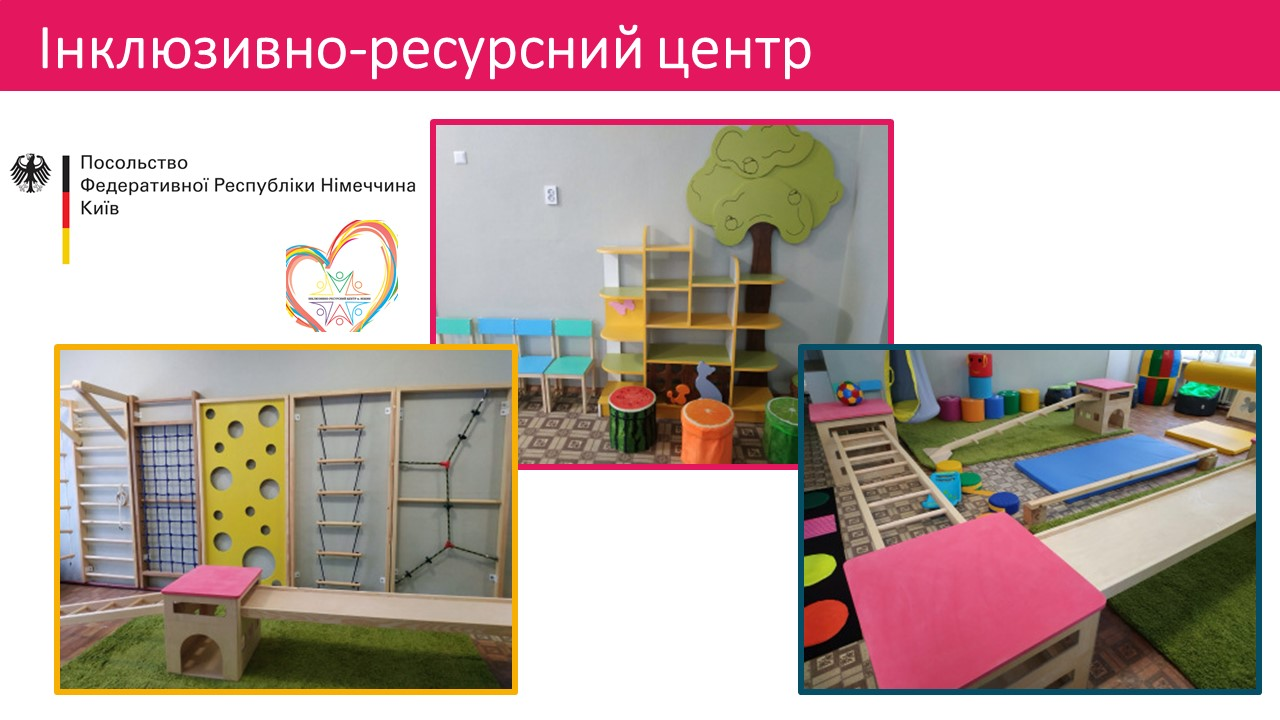 Інклюзивно-ресурсний центр
Посольство
Федеративної Республіки Німеччина
Київ